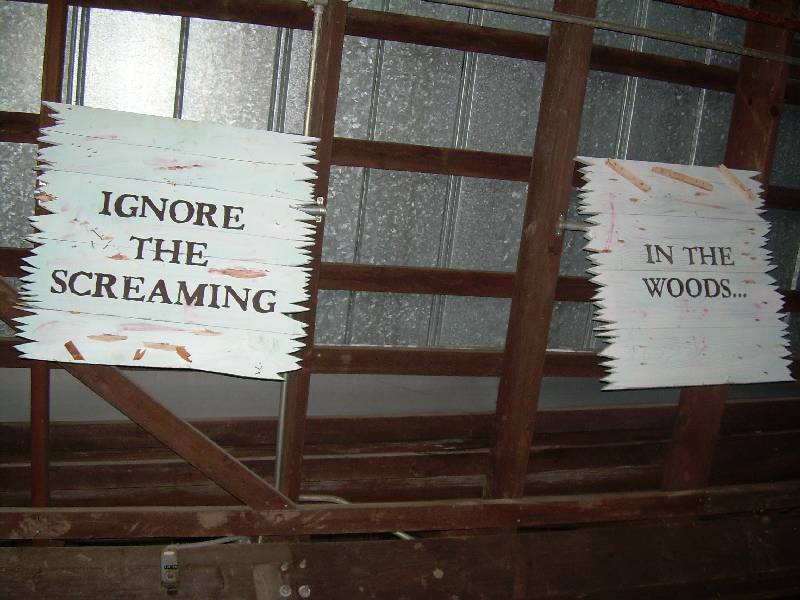 IGNORE
THE
SCREAMING
IN THE
WOODS...